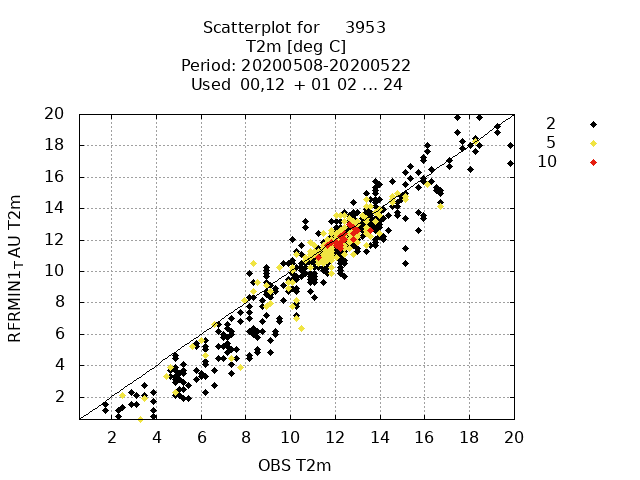 Scatterplot for 3953
T2m [deg C]
Period: 20200508-20200522
Used 00,12 + 01 02 ... 24
20
18
16
14
12
10
8
6
4
2
2 4 6 8 10 12 14 16 18 20
RFRMIN1_TAU T2m
OBS T2m
2
5
10